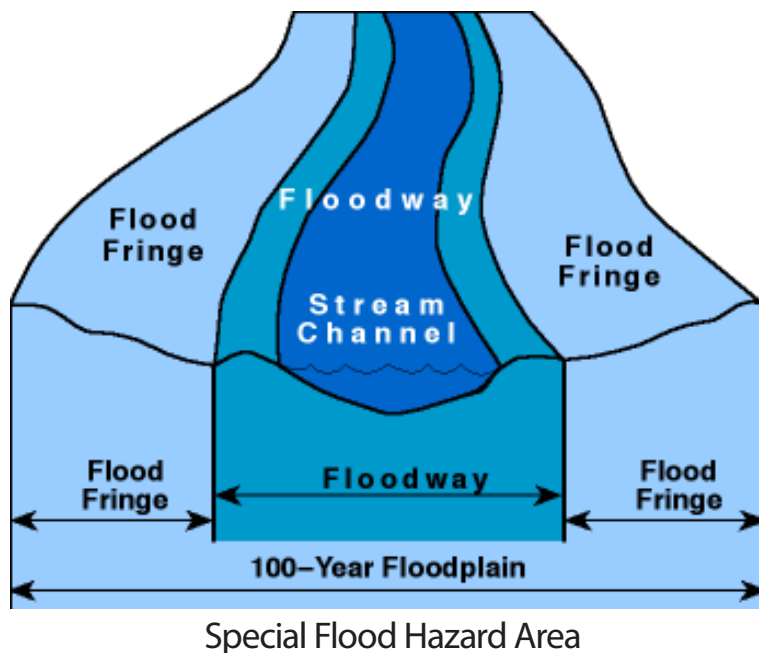 Floodway
Flood
Fringe
Flood
Fringe
Stream
Channel
Flood
Fringe
Floodway
Flood
Fringe
100-Year Floodplain
Special Flood Hazard Area